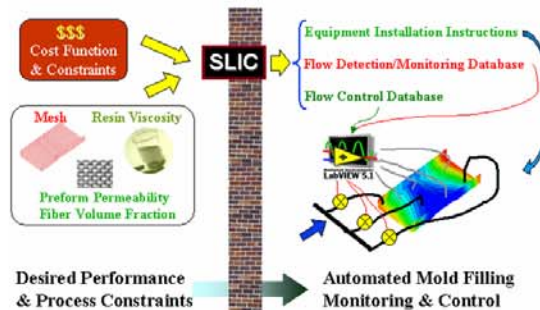 $$$
Cost Function
& Constraints
SLIC
Equipment Installation Instructions
Flow Detection/Monitoring Database
Flow Control Database
Mesh
Resin Viscosity
Preform Permeability
Fiber Volume Fraction
LabVIEW 5.1
Desired Performance
& Process Constraints
Automated Mold Filling
Monitoring & Control